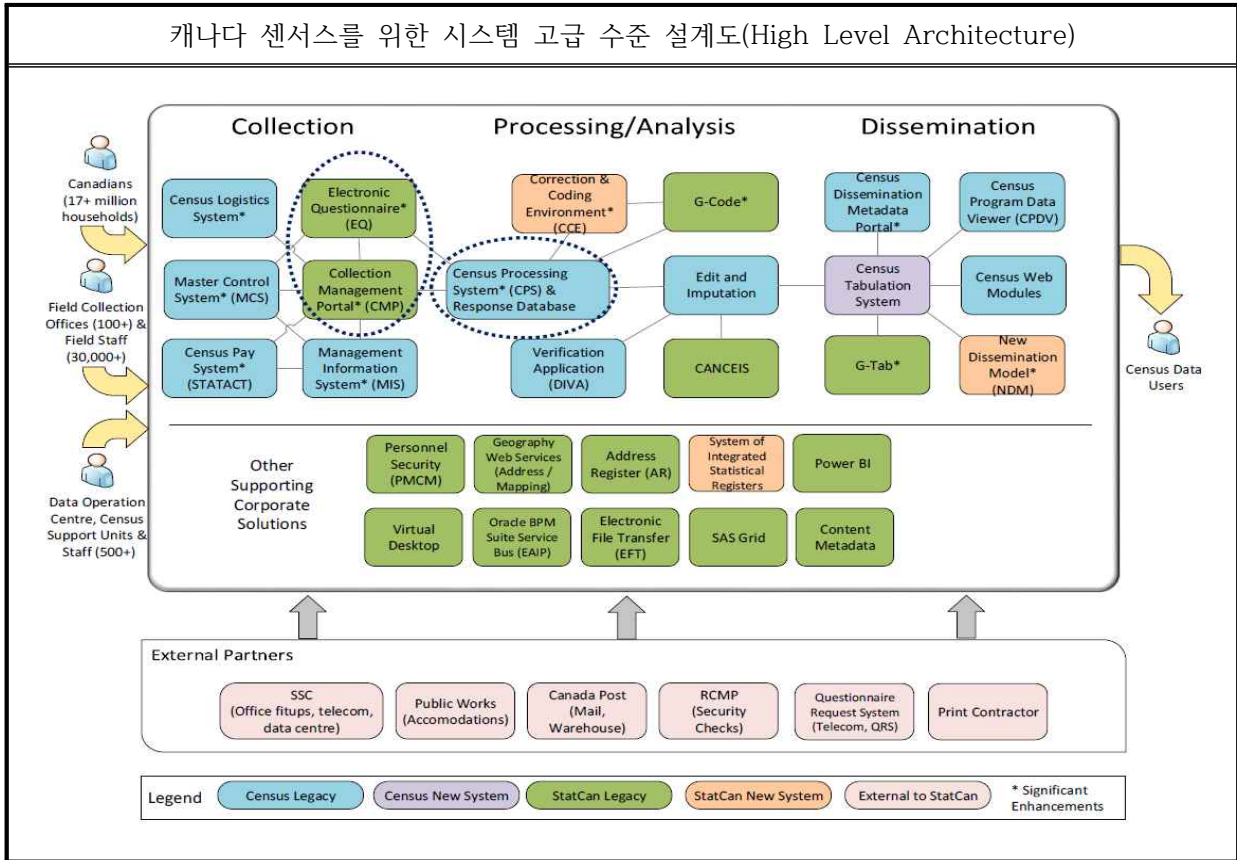 캐나다 센서스를 위한 시스템 고급 수준 설계도(High Level Architecture)
Collection
Processing/Analysis
Dissemination
Canadians
(17+ million
households)
Field Collection
Offices (100+) &
Field Staff
(30,000+)
Data Operation
Centre, Census
Support Units &
Staff (500+)
Census Logistics
System*
Electronic
Questionnaire*
(EQ)
Master Control
System* (MCS)
Collection
Management
Portal* (CMP)
Census Pay
System*
(STATACT)
Management
Information
System* (MIS)
Correction &
Coding
Environment*
(CCE)
G-Code*
Census Processing
System* (CPS) &
Response Database
Edit and
Imputation
Verification
Application
(DIVA)
CANCEIS
Census
Dissemination
Metadata
Portal*
Census
Program Data
Viewer (CPDV)
Census
Tabulation
System
Census Web
Modules
G-Tab*
New
Dissemination
Model*
(NDM)
Census Data
Users
Other
Supporting
Corporate
Solutions
Personnel
Security
(PMCM)
Geography
Web Services
(Address /
Mapping)
Address
Register (AR)
System of
Integrated
Statistical
Registers
Power BI
Virtual
Desktop
Oracle BPM
Suite Service
Bus (EAIP)
Electronic
File Transfer
(EFT)
SAS Grid
Content
Metadata
External Partners
SSC
(Office fitups, telecom,
data centre)
Public Works
(Accomodations)
Canada Post
(Mail,
Warehouse)
RCMP
(Security
Checks)
Questionnaire
Request System
(Telecom, QRS)
Print Contractor
Legend
Census Legacy
Census New System
StatCan Legacy
StatCan New System
External to StatCan
* Significant
Enhancements